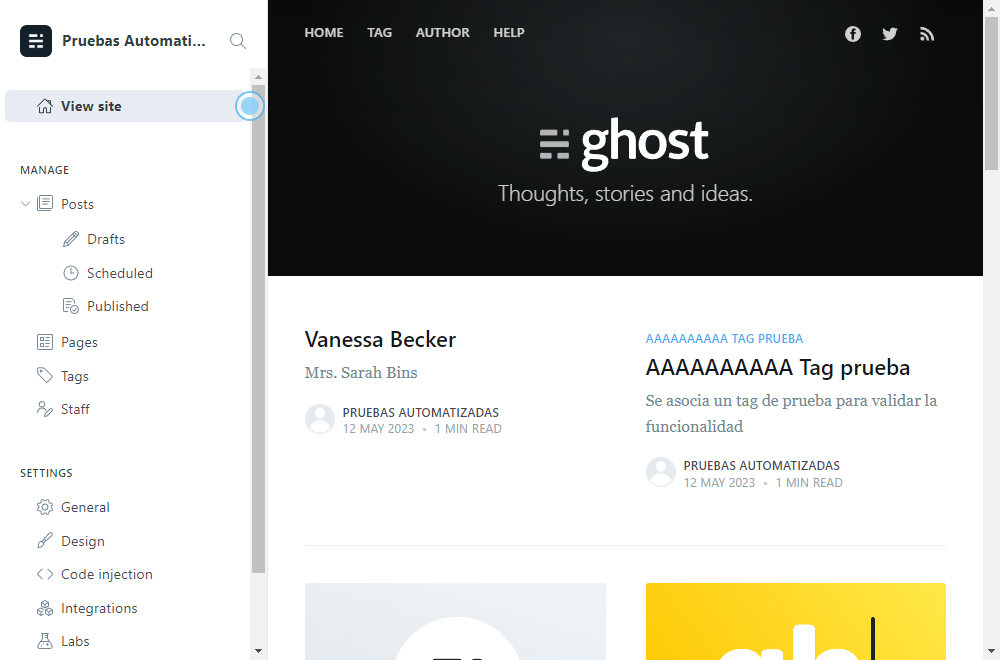 Pruebas Automati...
View site
MANAGE
Posts
Drafts
Scheduled
Published
Pages
Tags
Staff
SETTINGS
General
Design
Code injection
Integrations
Labs
HOME TAG AUTHOR HELP
ghost
Thoughts, stories and ideas.
Vanessa Becker
Mrs. Sarah Bins
PRUEBAS AUTOMATIZADAS
12 MAY 2023 • 1 MIN READ
AAAAAAAAAA TAG PRUEBA
AAAAAAAAAA Tag prueba
Se asocia un tag de prueba para validar la
funcionalidad
PRUEBAS AUTOMATIZADAS
12 MAY 2023 • 1 MIN READ